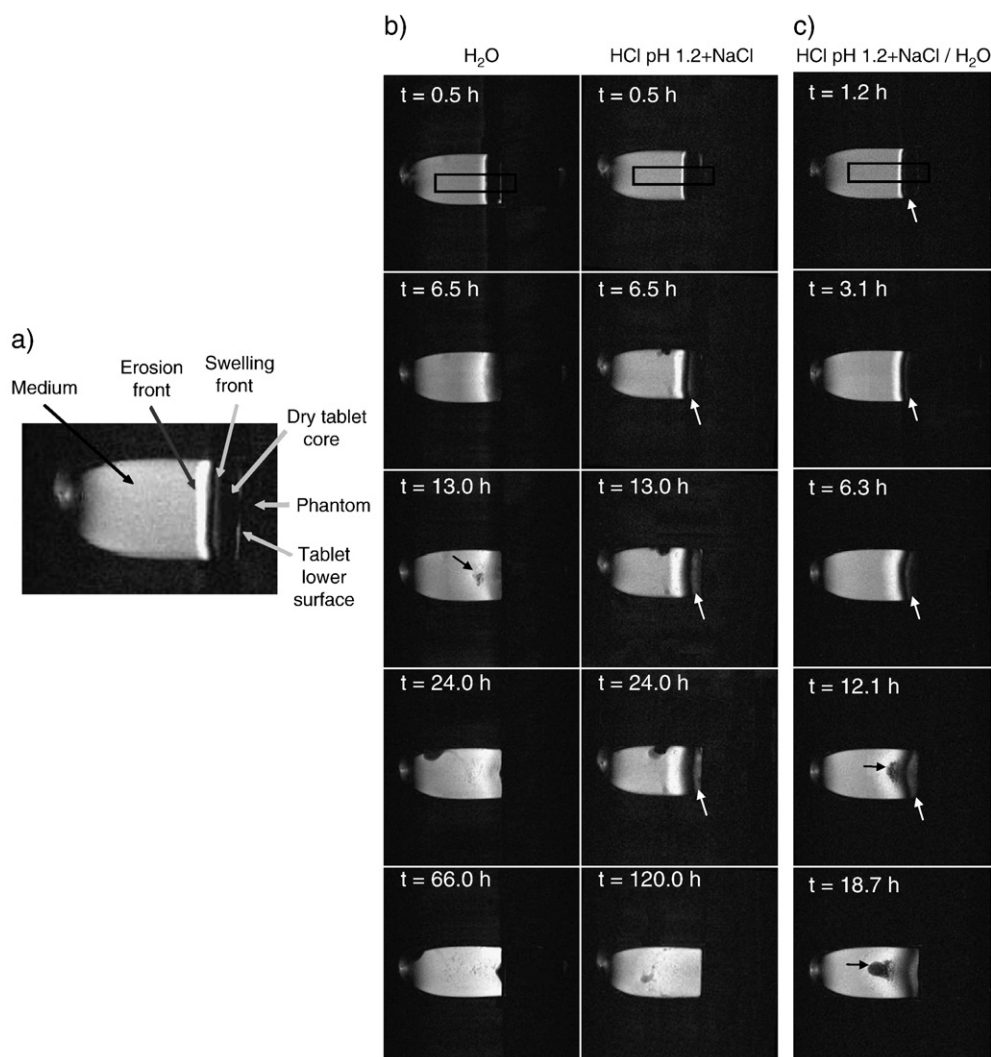 a)
Medium
Erosion
front
Swelling
front
Dry tablet
core
Phantom
Tablet
lower
surface
b)
H₂O
HCl pH 1.2+NaCl
t = 0.5 h
t = 0.5 h
t = 6.5 h
t = 6.5 h
t = 13.0 h
t = 13.0 h
t = 24.0 h
t = 24.0 h
t = 66.0 h
t = 120.0 h
c)
HCl pH 1.2+NaCl / H₂O
t = 1.2 h
t = 3.1 h
t = 6.3 h
t = 12.1 h
t = 18.7 h